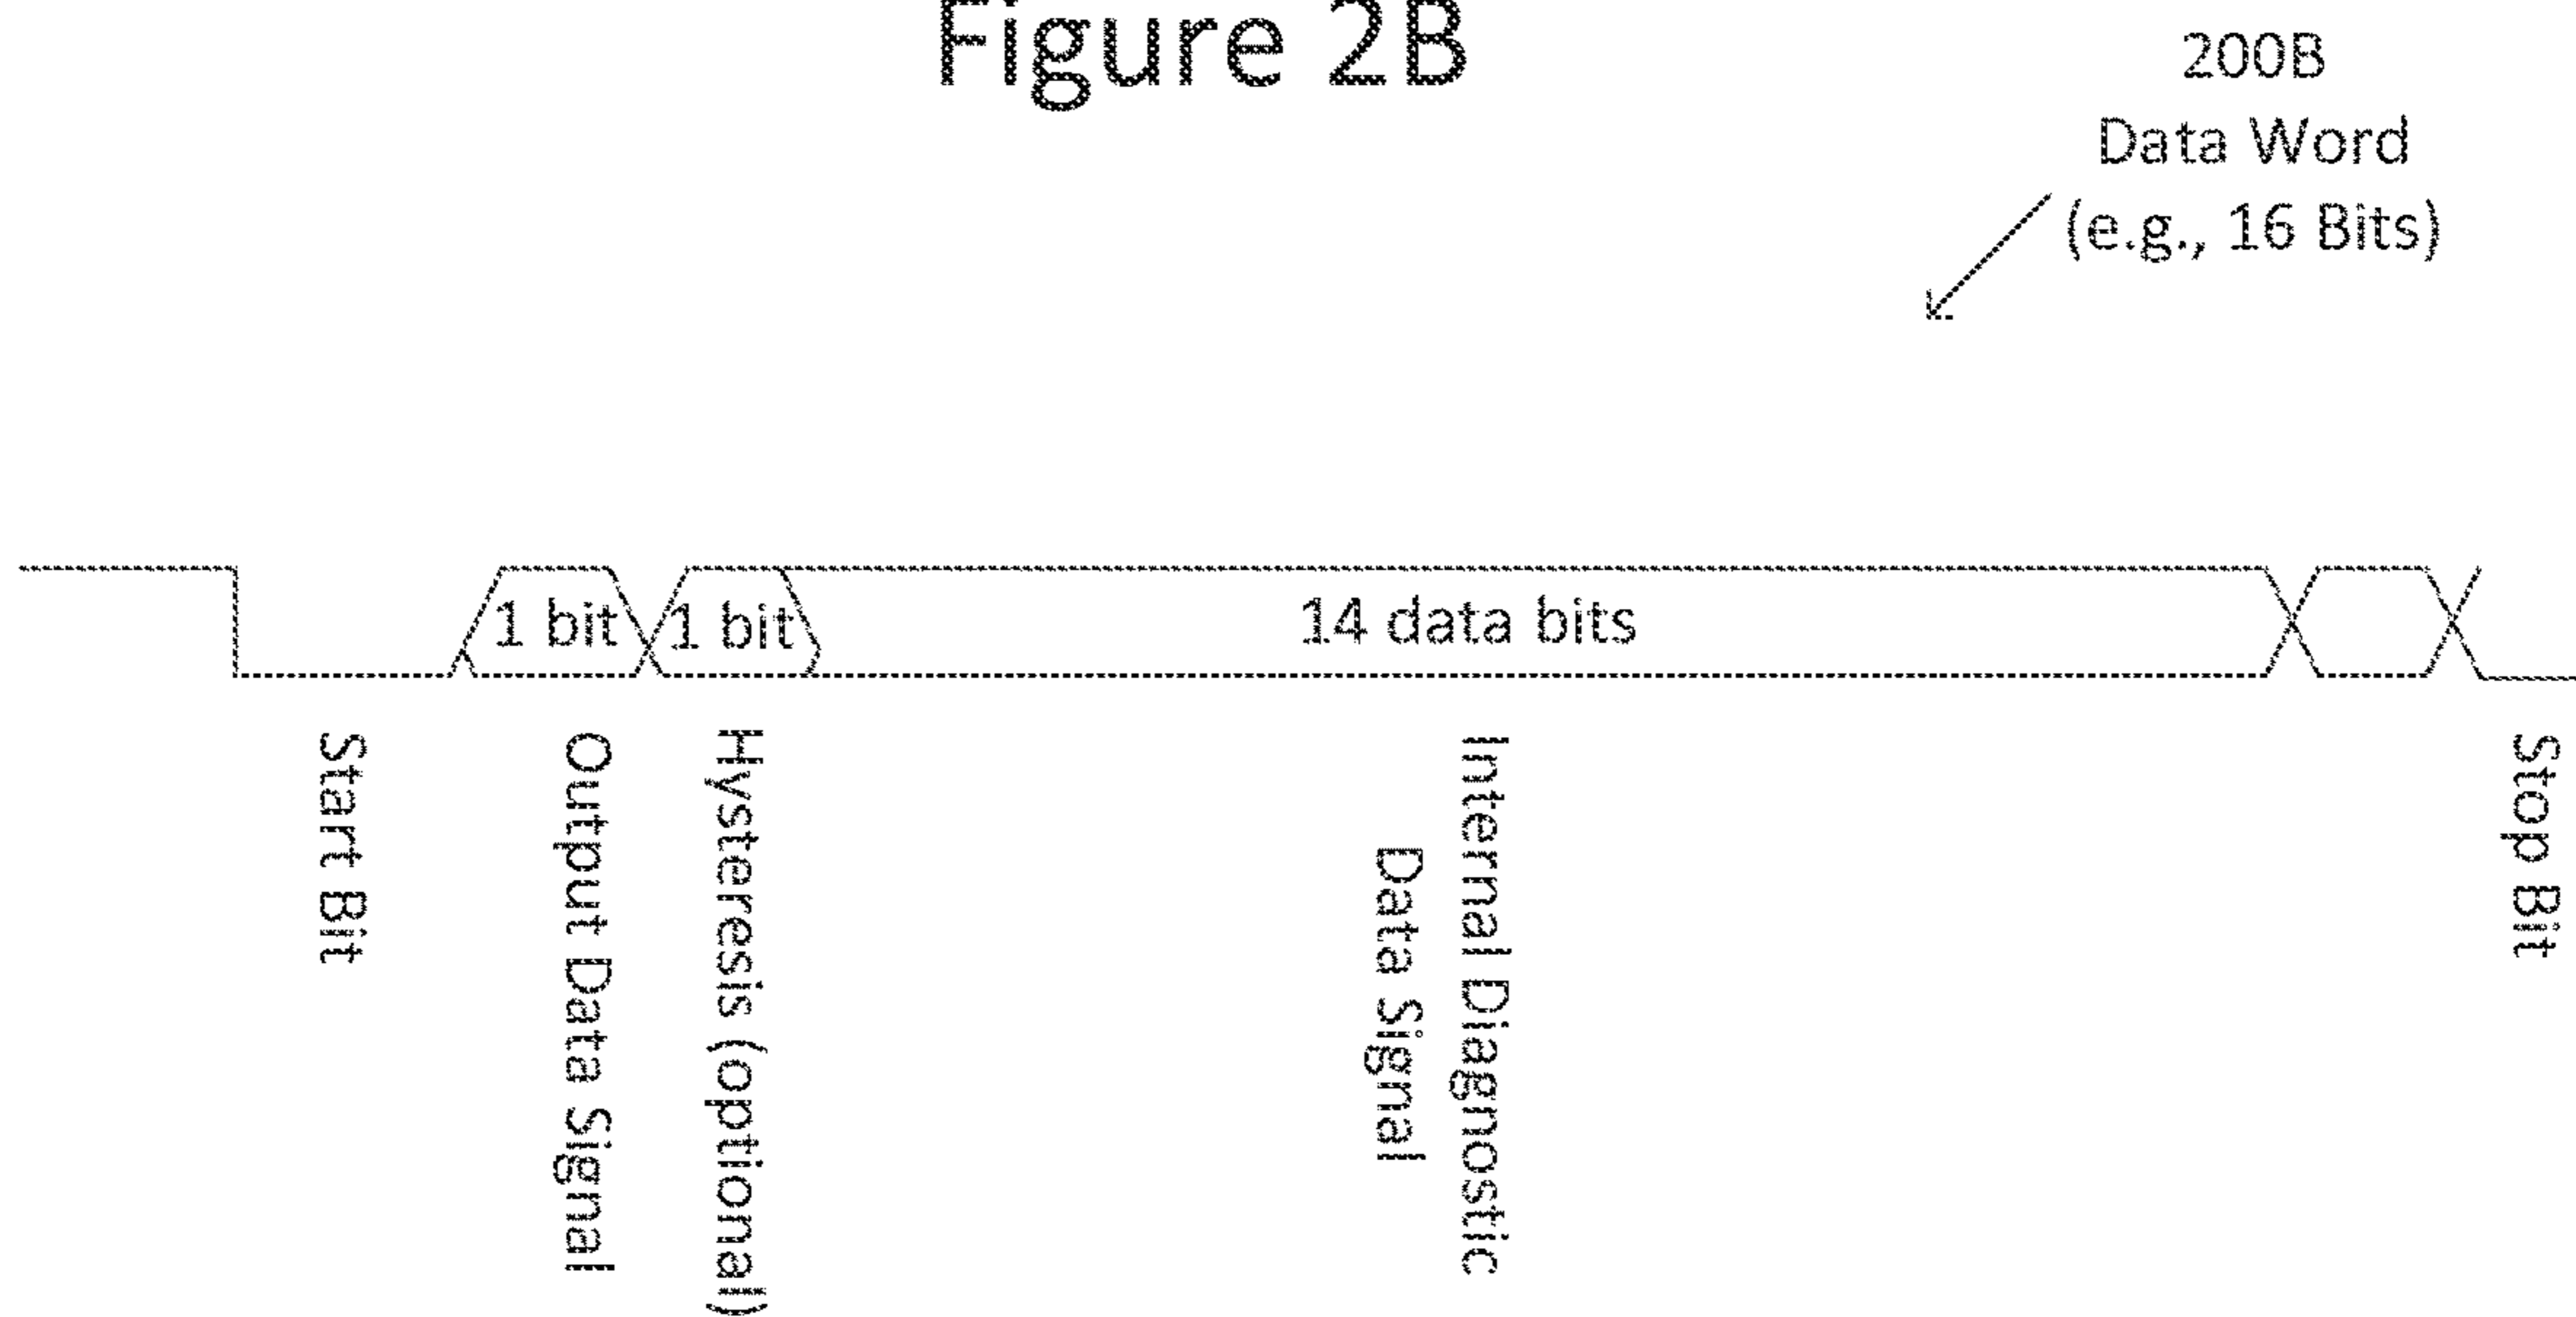 Figure 2B
200B
Data Word
(e.g., 16 Bits)
1 bit
1 bit
14 data bits
Start Bit
Output Data Signal
Hysteresis (optional)
Internal Diagnostic
Data Signal
Stop Bit